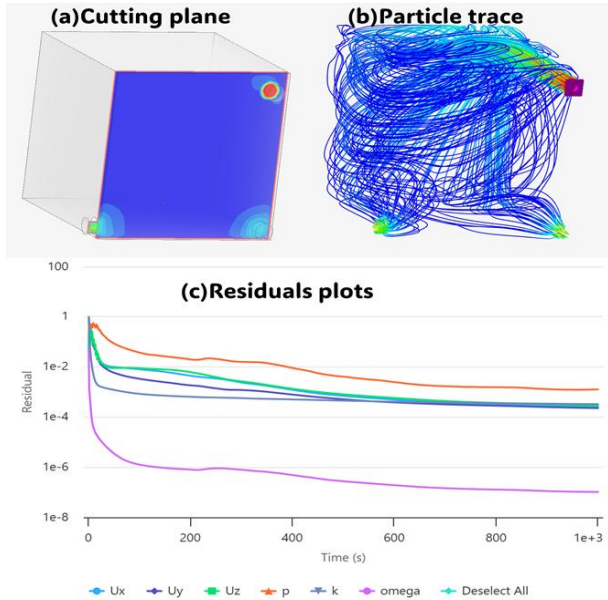 (a)Cutting plane
(b)Particle trace
(c)Residuals plots
100
1
1e-2
1e-4
1e-6
1e-8
Residual
0
200
400
600
800
1e+3
Time (s)
Ux
Uy
Uz
p
k
omega
Deselect All